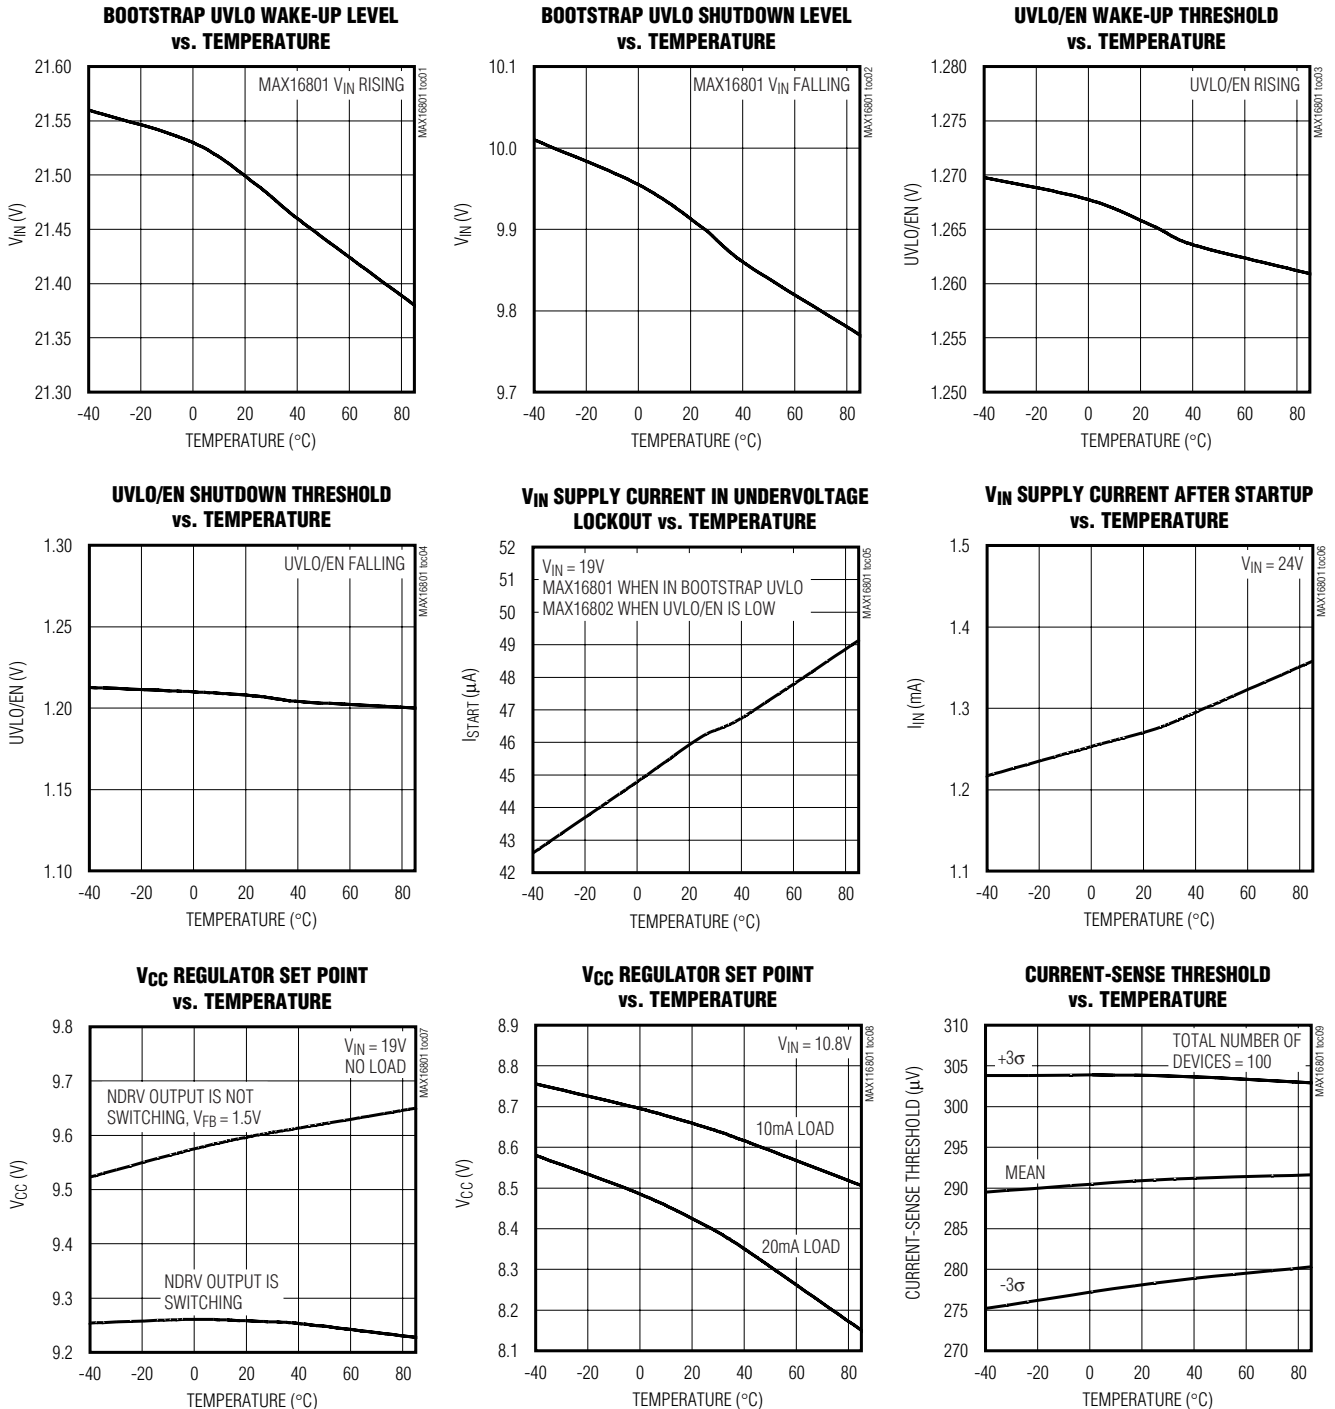 BOOTSTRAP UVLO WAKE-UP LEVEL
vs. TEMPERATURE
21.60
21.55
21.50
21.45
21.40
21.35
21.30
VIN (V)
MAX16801 VIN RISING
MAX16801 toc01
-40 -20 0 20 40 60 80
TEMPERATURE (°C)
BOOTSTRAP UVLO SHUTDOWN LEVEL
vs. TEMPERATURE
10.1
10.0
9.9
9.8
9.7
VIN (V)
MAX16801 VIN FALLING
MAX16801 toc02
-40 -20 0 20 40 60 80
TEMPERATURE (°C)
UVLO/EN WAKE-UP THRESHOLD
vs. TEMPERATURE
1.280
1.275
1.270
1.265
1.260
1.255
1.250
UVLO/EN (V)
UVLO/EN RISING
MAX16801 toc03
-40 -20 0 20 40 60 80
TEMPERATURE (°C)
UVLO/EN SHUTDOWN THRESHOLD
vs. TEMPERATURE
1.30
1.25
1.20
1.15
1.10
UVLO/EN (V)
UVLO/EN FALLING
MAX16801 toc04
-40 -20 0 20 40 60 80
TEMPERATURE (°C)
VIN SUPPLY CURRENT IN UNDERVOLTAGE
LOCKOUT vs. TEMPERATURE
52
51
50
49
48
47
46
45
44
43
42
ISTART (µA)
VIN = 19V
MAX16801 WHEN IN BOOTSTRAP UVLO
MAX16802 WHEN UVLO/EN IS LOW
MAX16801 toc05
-40 -20 0 20 40 60 80
TEMPERATURE (°C)
VIN SUPPLY CURRENT AFTER STARTUP
vs. TEMPERATURE
1.5
1.4
1.3
1.2
1.1
IIN (mA)
VIN = 24V
MAX16801 toc06
-40 -20 0 20 40 60 80
TEMPERATURE (°C)
VCC REGULATOR SET POINT
vs. TEMPERATURE
9.8
9.7
9.6
9.5
9.4
9.3
9.2
VCC (V)
VIN = 19V
NO LOAD
NDRV OUTPUT IS NOT
SWITCHING, VFB = 1.5V
NDRV OUTPUT IS
SWITCHING
MAX16801 toc07
-40 -20 0 20 40 60 80
TEMPERATURE (°C)
VCC REGULATOR SET POINT
vs. TEMPERATURE
8.9
8.8
8.7
8.6
8.5
8.4
8.3
8.2
8.1
VCC (V)
VIN = 10.8V
10mA LOAD
20mA LOAD
MAX116801 toc08
-40 -20 0 20 40 60 80
TEMPERATURE (°C)
CURRENT-SENSE THRESHOLD
vs. TEMPERATURE
310
305
300
295
290
285
280
275
270
CURRENT-SENSE THRESHOLD (µV)
TOTAL NUMBER OF
DEVICES = 100
+3σ
MEAN
-3σ
MAX16801 toc09
-40 -20 0 20 40 60 80
TEMPERATURE (°C)